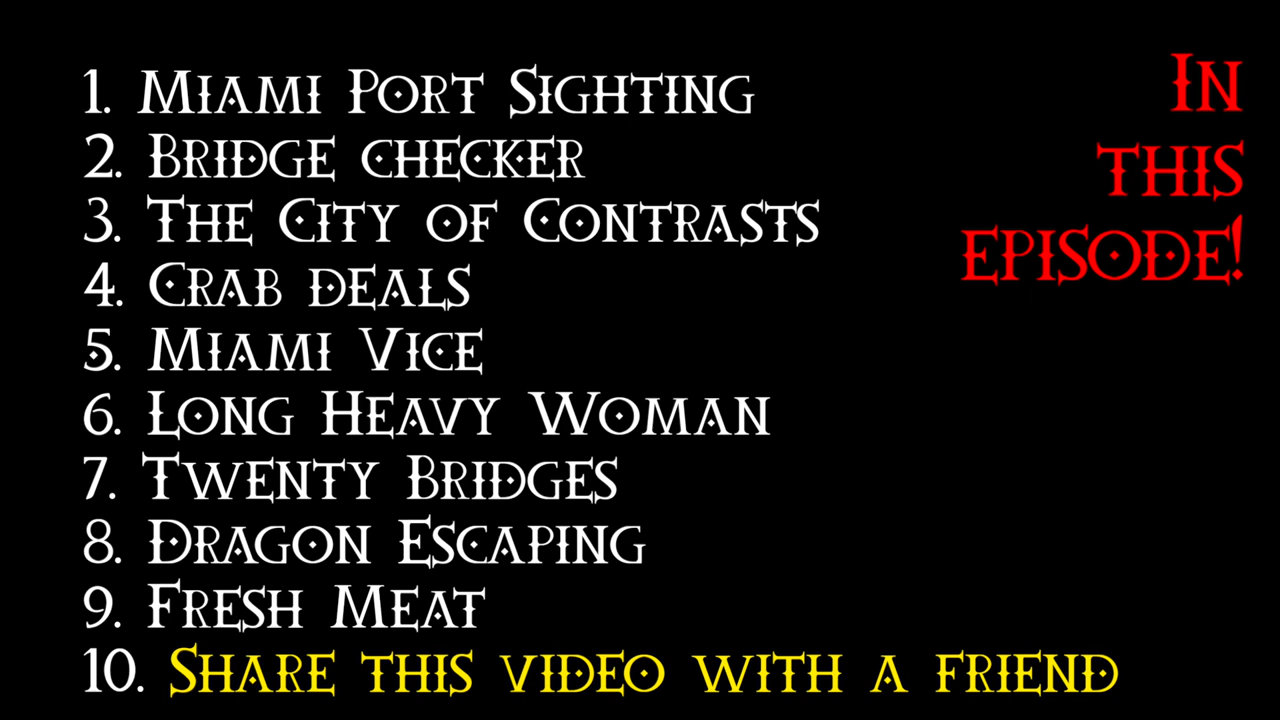 1. Miami Port Sighting
2. Bridge checker
3. The City of Contrasts
4. Crab deals
5. Miami Vice
6. Long Heavy Woman
7. Twenty Bridges
8. Dragon Escaping
9. Fresh Meat
10. Share this video with a friend
In
this
episode!